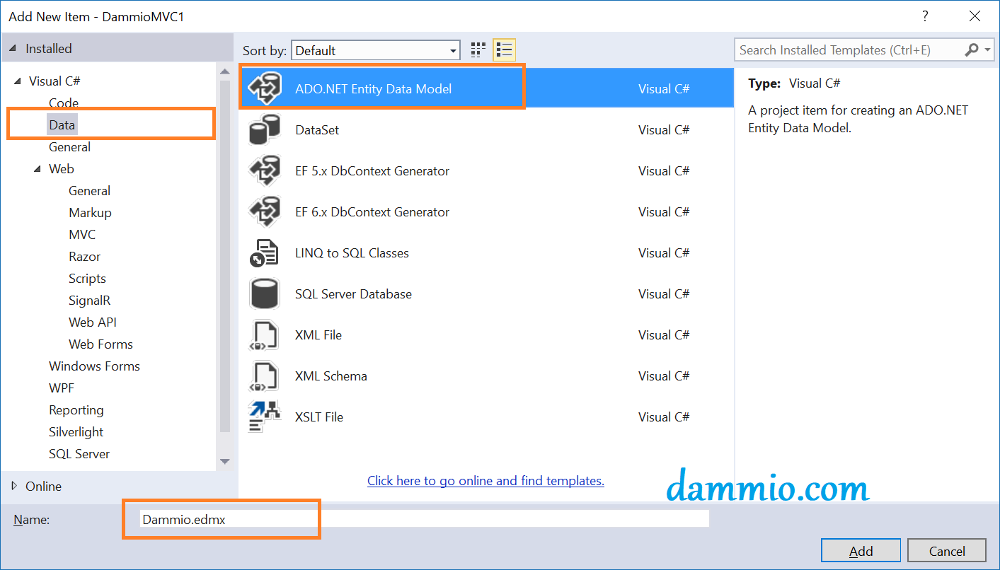 Add New Item - DammioMVC1
?
Installed
Sort by: Default
Search Installed Templates (Ctrl+E)
Visual C#
Code
Data
General
Web
General
Markup
MVC
Razor
Scripts
SignalR
Web API
Web Forms
Windows Forms
WPF
Reporting
Silverlight
SQL Server
Online
ADO.NET Entity Data Model Visual C#
DataSet Visual C#
EF 5.x DbContext Generator Visual C#
EF 6.x DbContext Generator Visual C#
LINQ to SQL Classes Visual C#
SQL Server Database Visual C#
XML File Visual C#
XML Schema Visual C#
XSLT File Visual C#
Click here to go online and find templates.
Type: Visual C#
A project item for creating an ADO.NET
Entity Data Model.
dammio.com
Name: Dammio.edmx
Add Cancel